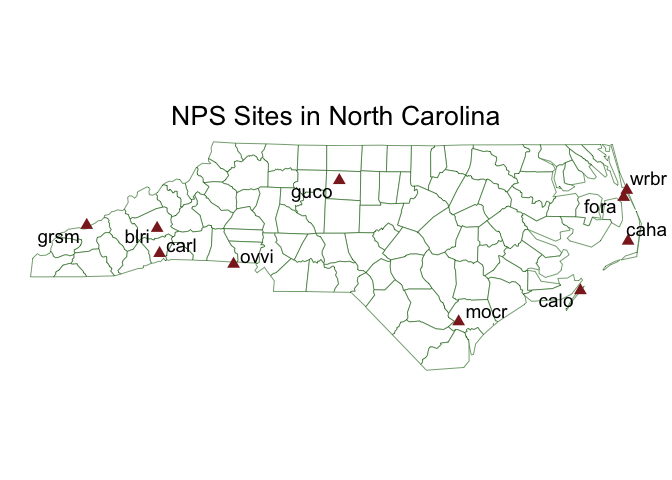 NPS Sites in North Carolina
wrbr
guco
fora
grsm
blri
caha
carl
ovvi
calo
mocr